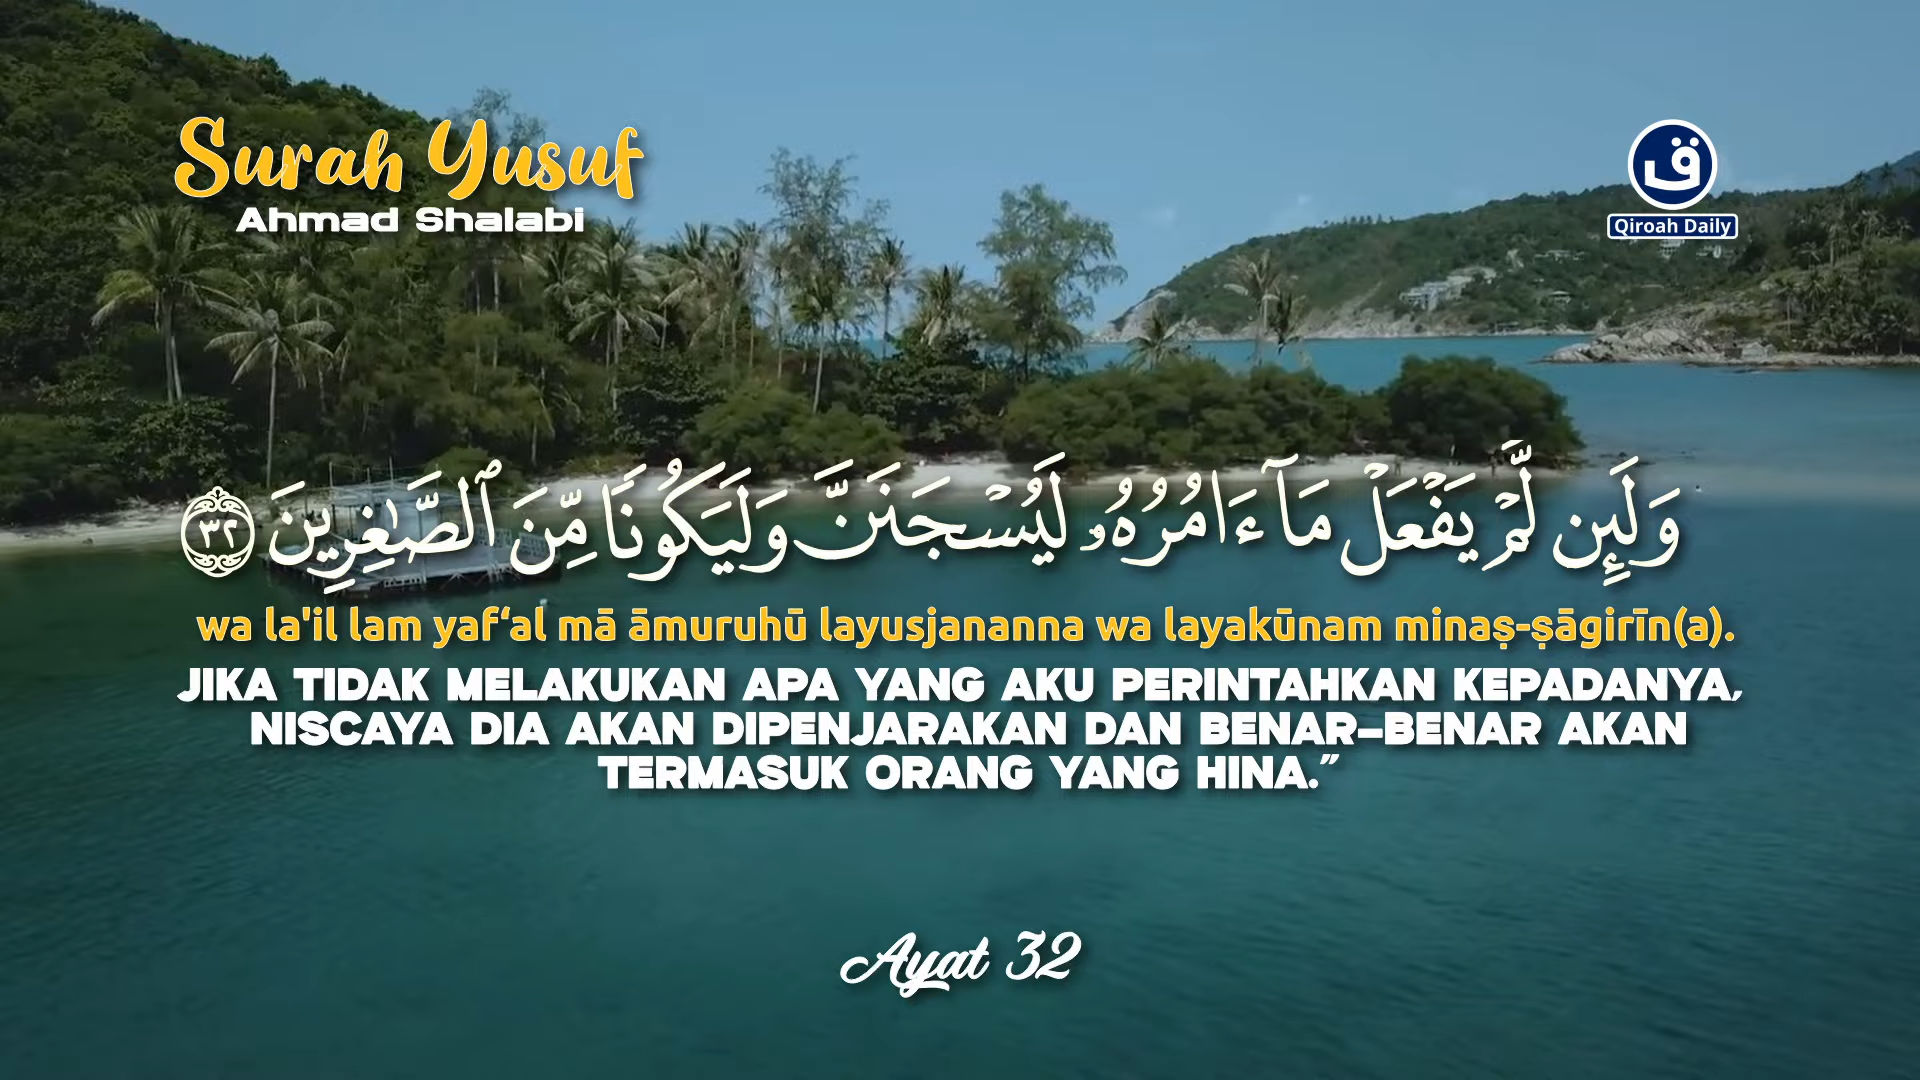 Surah Yusuf
Ahmad Shalabi
ق
Qiroah Daily
وَلَئِن لَّمْ يَفْعَلْ مَآ ءَامُرُهُۥ لَيُسْجَنَنَّ وَلَيَكُونًا مِّنَ ٱلصَّـٰغِرِينَ ٣٢
wa la'il lam yaf‘al mā āmuruhū layusjananna wa layakūnam minaṣ-ṣāgirīn(a).
JIKA TIDAK MELAKUKAN APA YANG AKU PERINTAHKAN KEPADANYA,
NISCAYA DIA AKAN DIPENJARAKAN DAN BENAR-BENAR AKAN
TERMASUK ORANG YANG HINA.”
Ayat 32